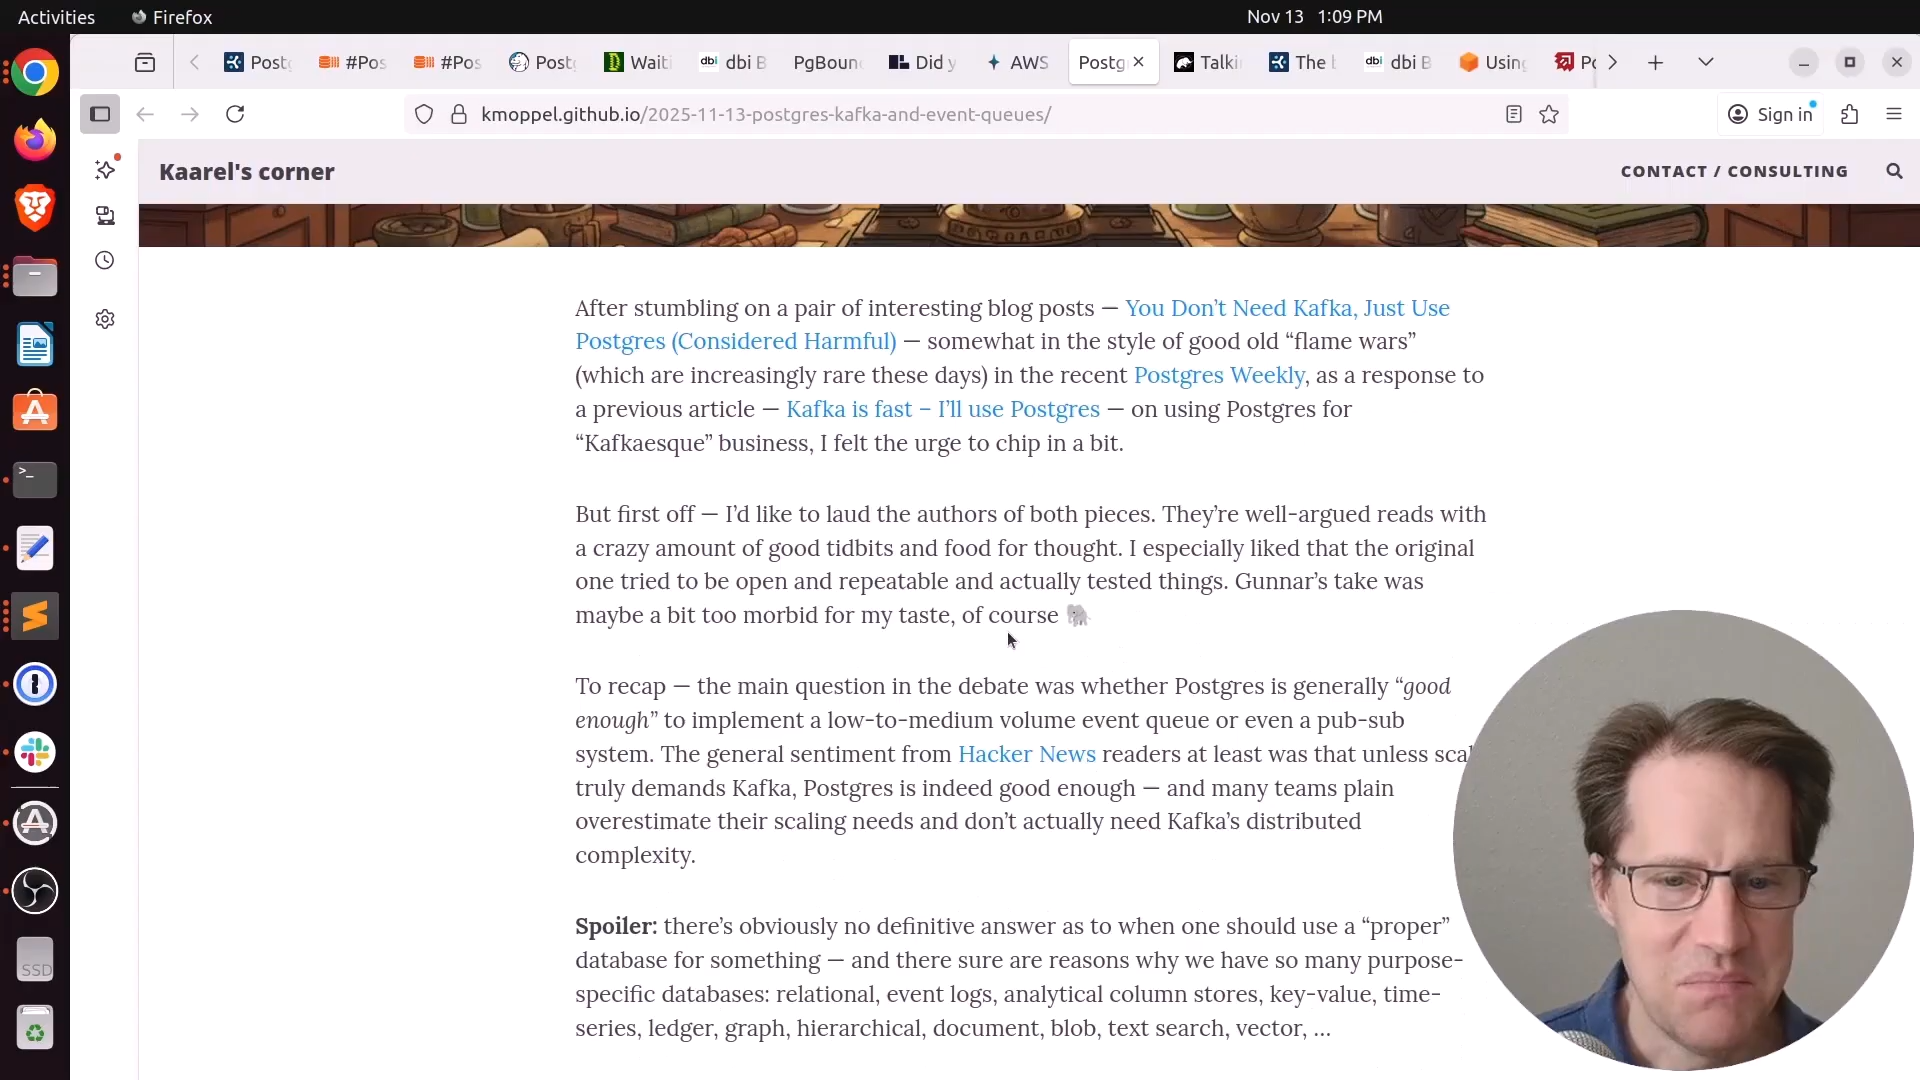 Activities
Firefox
Nov 13 1:09 PM
Postg
#Pos
#Pos
Postg
Waiti
dbi B
PgBoun
Did y
AWS
Postg
Talki
The b
dbi B
Using
Po
kmoppel.github.io/2025-11-13-postgres-kafka-and-event-queues/
Sign in
Kaarel's corner
CONTACT / CONSULTING
After stumbling on a pair of interesting blog posts — You Don’t Need Kafka, Just Use
Postgres (Considered Harmful) — somewhat in the style of good old “flame wars”
(which are increasingly rare these days) in the recent Postgres Weekly, as a response to
a previous article — Kafka is fast – I’ll use Postgres — on using Postgres for
“Kafkaesque” business, I felt the urge to chip in a bit.
But first off — I’d like to laud the authors of both pieces. They’re well-argued reads with
a crazy amount of good tidbits and food for thought. I especially liked that the original
one tried to be open and repeatable and actually tested things. Gunnar’s take was
maybe a bit too morbid for my taste, of course 🐘
To recap — the main question in the debate was whether Postgres is generally “good
enough” to implement a low-to-medium volume event queue or even a pub-sub
system. The general sentiment from Hacker News readers at least was that unless scal
truly demands Kafka, Postgres is indeed good enough — and many teams plain
overestimate their scaling needs and don’t actually need Kafka’s distributed
complexity.
Spoiler: there’s obviously no definitive answer as to when one should use a “proper”
database for something — and there sure are reasons why we have so many purpose-
specific databases: relational, event logs, analytical column stores, key-value, time-
series, ledger, graph, hierarchical, document, blob, text search, vector, …
SSD